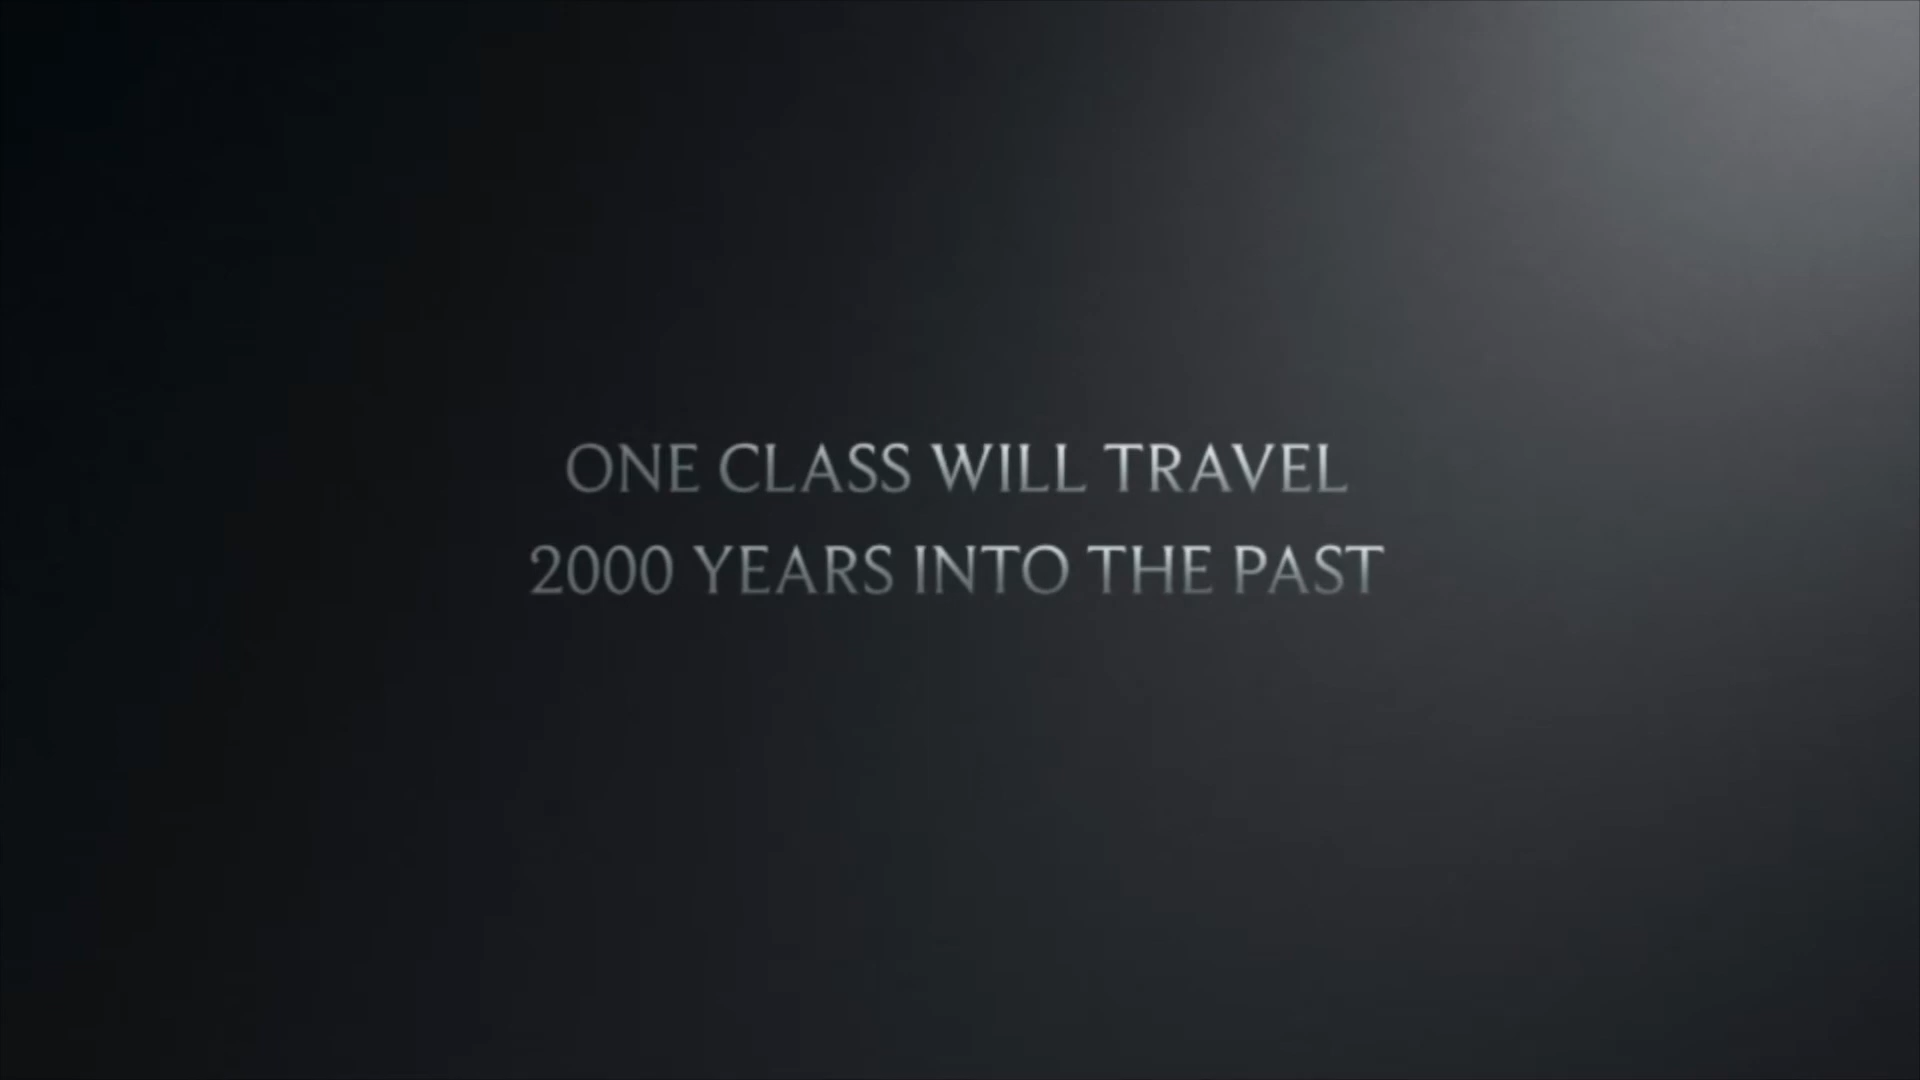 ONE CLASS WILL TRAVEL
2000 YEARS INTO THE PAST